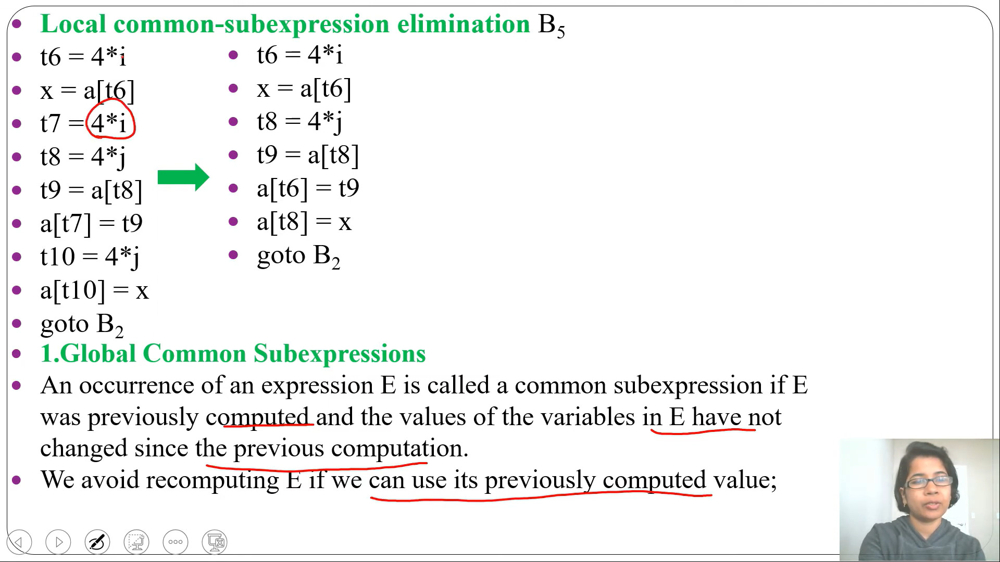 Local common-subexpression elimination B₅
t6 = 4*i
x = a[t6]
t7 = 4*i
t8 = 4*j
t9 = a[t8]
a[t7] = t9
t10 = 4*j
a[t10] = x
goto B₂
t6 = 4*i
x = a[t6]
t8 = 4*j
t9 = a[t8]
a[t6] = t9
a[t8] = x
goto B₂
1.Global Common Subexpressions
An occurrence of an expression E is called a common subexpression if E
was previously computed and the values of the variables in E have not
changed since the previous computation.
We avoid recomputing E if we can use its previously computed value;